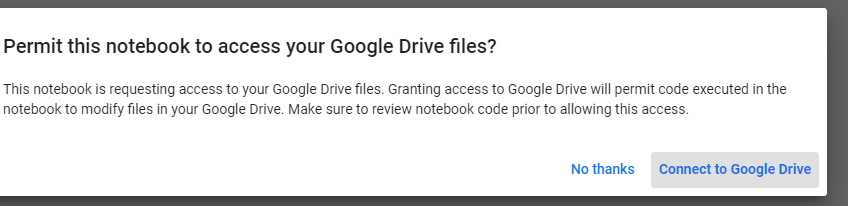 Permit this notebook to access your Google Drive files?
This notebook is requesting access to your Google Drive files. Granting access to Google Drive will permit code executed in the
notebook to modify files in your Google Drive. Make sure to review notebook code prior to allowing this access.
No thanks Connect to Google Drive